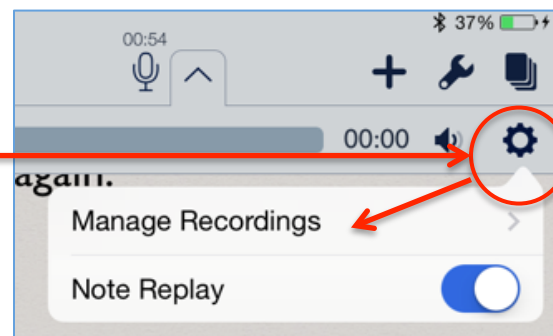 37%
00:54
00:00
again.
Manage Recordings
Note Replay